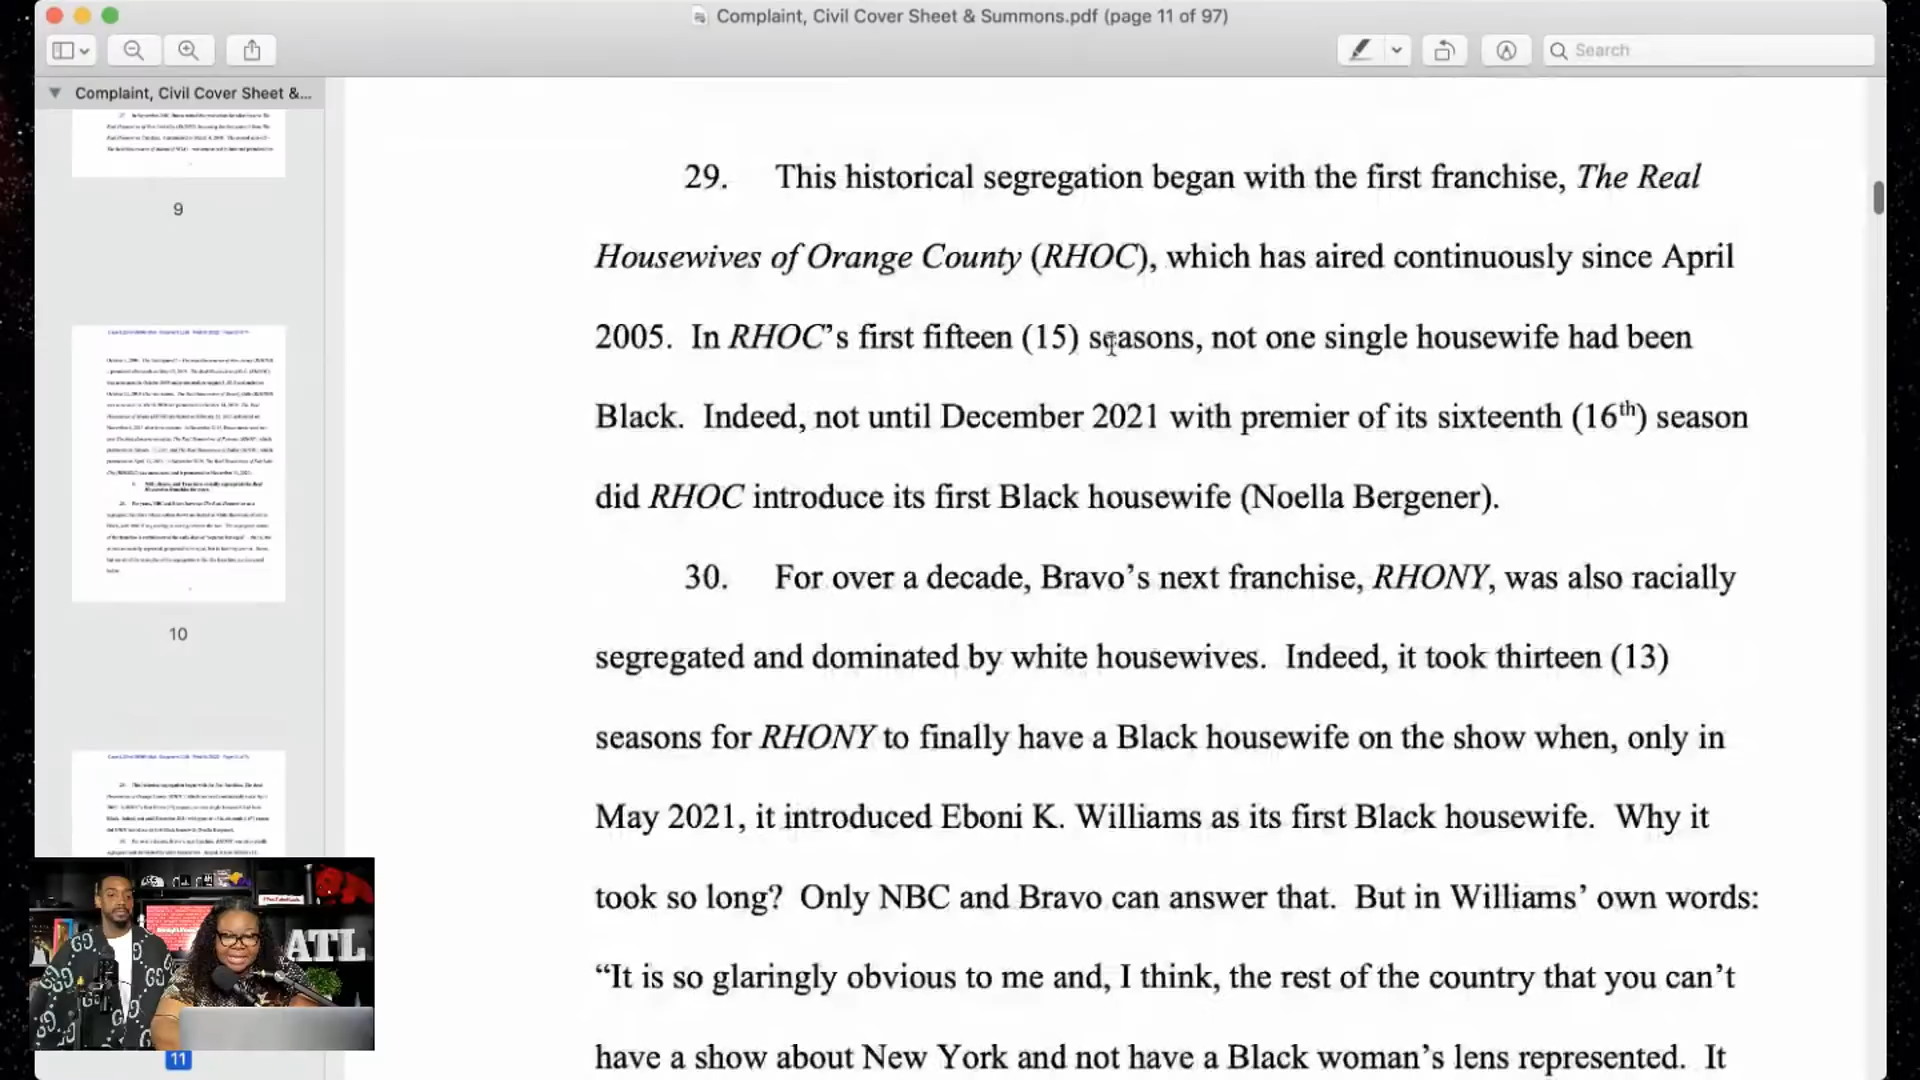 Complaint, Civil Cover Sheet & Summons.pdf (page 11 of 97)
Search
Complaint, Civil Cover Sheet &...
9
10
11
29. This historical segregation began with the first franchise, The Real
Housewives of Orange County (RHOC), which has aired continuously since April
2005. In RHOC’s first fifteen (15) seasons, not one single housewife had been
Black. Indeed, not until December 2021 with premier of its sixteenth (16th) season
did RHOC introduce its first Black housewife (Noella Bergener).
30. For over a decade, Bravo’s next franchise, RHONY, was also racially
segregated and dominated by white housewives. Indeed, it took thirteen (13)
seasons for RHONY to finally have a Black housewife on the show when, only in
May 2021, it introduced Eboni K. Williams as its first Black housewife. Why it
took so long? Only NBC and Bravo can answer that. But in Williams’ own words:
“It is so glaringly obvious to me and, I think, the rest of the country that you can’t
have a show about New York and not have a Black woman’s lens represented. It
ATL